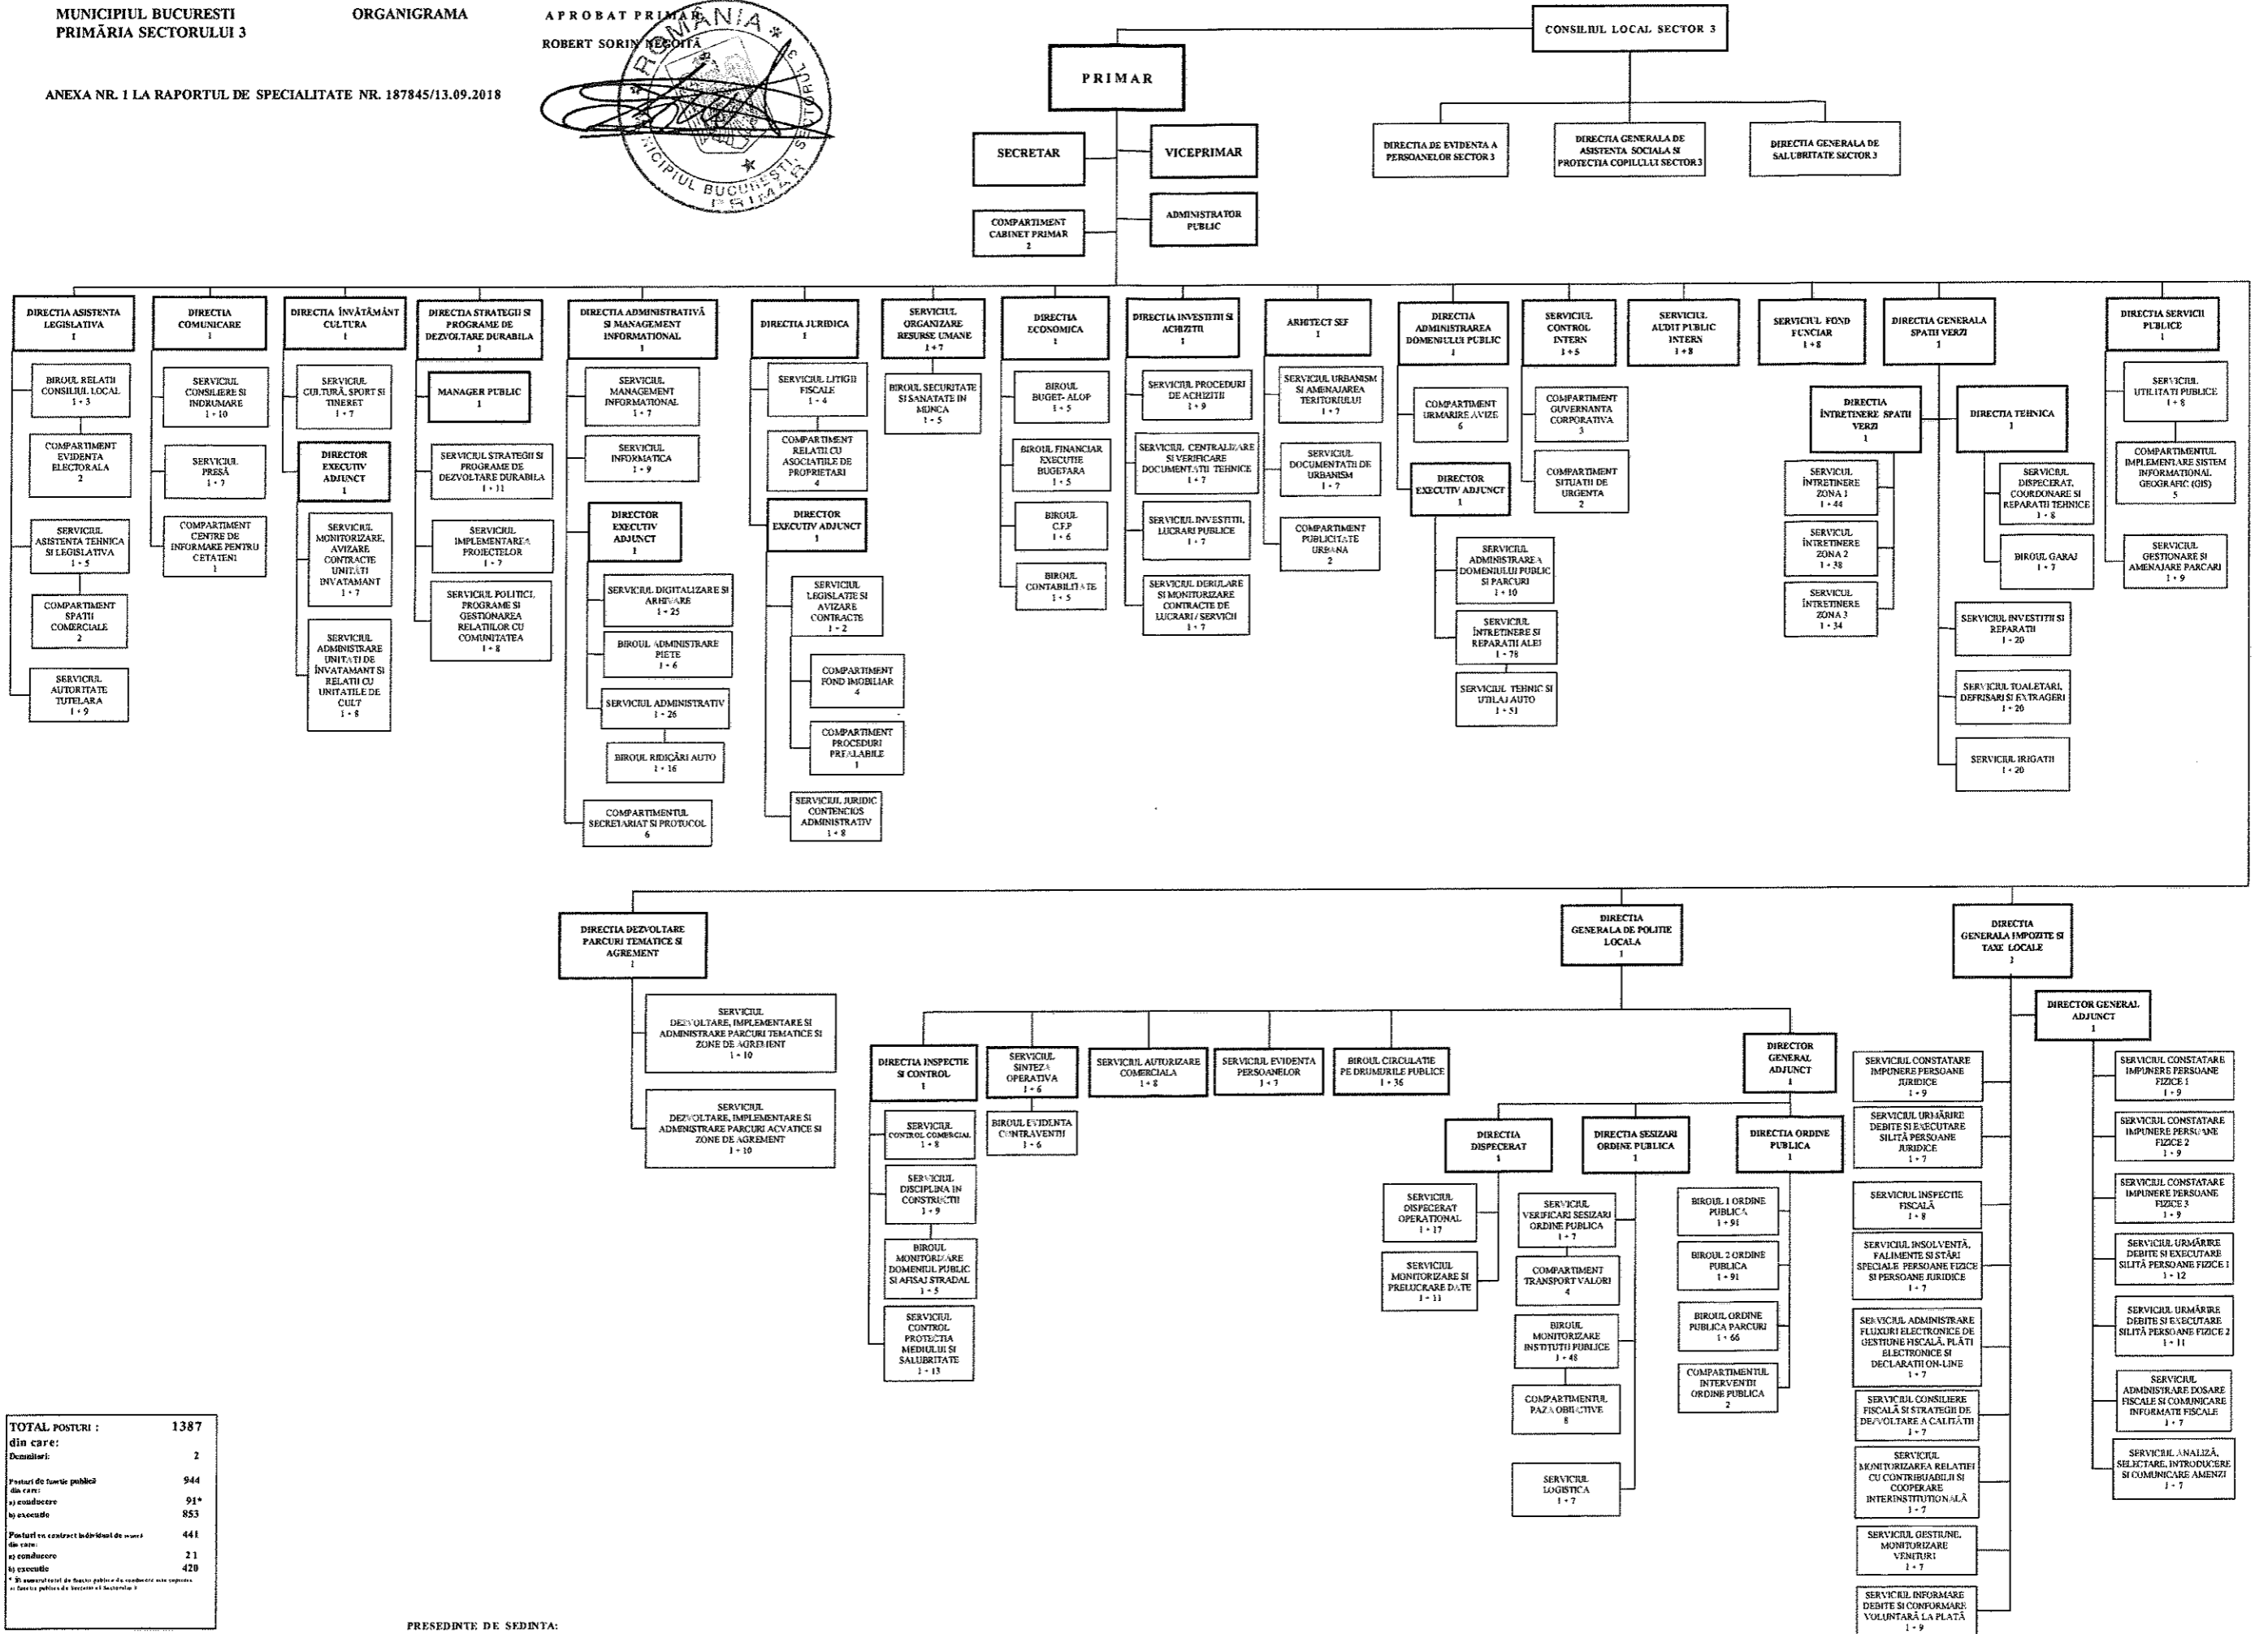 MUNICIPIUL BUCURESTI
PRIMĂRIA SECTORULUI 3
ORGANIGRAMA
APROBAT PRIMAR
ROBERT SORIN NEGOITĂ
ANEXA NR. 1 LA RAPORTUL DE SPECIALITATE NR. 187845/13.09.2018
ROMÂNIA
MUNICIPIUL BUCUREȘTI, SECTORUL 3
PRIMAR
CONSILIUL LOCAL SECTOR 3
PRIMAR
SECRETAR
VICEPRIMAR
COMPARTIMENT
CABINET PRIMAR
2
ADMINISTRATOR
PUBLIC
DIRECTIA DE EVIDENTA A
PERSOANELOR SECTOR 3
DIRECTIA GENERALA DE
ASISTENTA SOCIALA SI
PROTECTIA COPILULUI SECTOR 3
DIRECTIA GENERALA DE
SALUBRITATE SECTOR 3
DIRECTIA ASISTENTA
LEGISLATIVA
1
BIROUL RELATII
CONSILIUL LOCAL
1 + 3
COMPARTIMENT
EVIDENTA
ELECTORALA
2
SERVICIUL
ASISTENTA TEHNICA
SI LEGISLATIVA
1 + 5
COMPARTIMENT
SPATII
COMERCIALE
2
SERVICIUL
AUTORITATE
TUTELARA
1 + 9
DIRECTIA
COMUNICARE
1
SERVICIUL
CONSILIERE SI
INDRUMARE
1 + 10
SERVICIUL
PRESĂ
1 + 7
COMPARTIMENT
CENTRE DE
INFORMARE PENTRU
CETATENI
1
DIRECTIA ÎNVĂTĂMÂNT
CULTURA
1
SERVICIUL
CULTURĂ, SPORT SI
TINERET
1 + 7
DIRECTOR
EXECUTIV
ADJUNCT
1
SERVICIUL
MONITORIZARE,
AVIZARE
CONTRACTE
UNITĂTI
INVATAMANT
1 + 7
SERVICIUL
ADMINISTRARE
UNITATI DE
ÎNVATAMANT SI
RELATII CU
UNITATILE DE
CULT
1 + 8
DIRECTIA STRATEGII SI
PROGRAME DE
DEZVOLTARE DURABILA
1
MANAGER PUBLIC
1
SERVICIUL STRATEGII SI
PROGRAME DE
DEZVOLTARE DURABILA
1 + 11
SERVICIUL
IMPLEMENTAREA
PROIECTELOR
1 + 7
SERVICIUL POLITICI,
PROGRAME SI
GESTIONAREA
RELATIILOR CU
COMUNITATEA
1 + 8
DIRECTIA ADMINISTRATIVĂ
SI MANAGEMENT
INFORMATIONAL
1
SERVICIUL
MANAGEMENT
INFORMATIONAL
1 + 7
SERVICIUL
INFORMATICA
1 + 9
DIRECTOR
EXECUTIV
ADJUNCT
1
SERVICIUL DIGITALIZARE SI
ARHIVARE
1 + 25
BIROUL ADMINISTRARE
PIETE
1 + 6
SERVICIUL ADMINISTRATIV
1 + 26
BIROUL RIDICĂRI AUTO
1 + 16
COMPARTIMENTUL
SECRETARIAT SI PROTOCOL
6
DIRECTIA JURIDICA
1
SERVICIUL LITIGII
FISCALE
1 + 4
COMPARTIMENT
RELATII CU
ASOCIATIILE DE
PROPRIETARI
4
DIRECTOR
EXECUTIV ADJUNCT
1
SERVICIUL
LEGISLATIE SI
AVIZARE
CONTRACTE
1 + 2
COMPARTIMENT
FOND IMOBILIAR
4
COMPARTIMENT
PROCEDURI
PREALABILE
1
SERVICIUL JURIDIC
CONTENCIOS
ADMINISTRATIV
1 + 8
SERVICIUL
ORGANIZARE
RESURSE UMANE
1 + 7
BIROUL SECURITATE
SI SANATATE IN
MUNCA
1 + 5
DIRECTIA
ECONOMICA
1
BIROUL
BUGET- ALOP
1 + 5
BIROUL FINANCIAR
EXECUTIE
BUGETARA
1 + 5
BIROUL
C.F.P
1 + 6
BIROUL
CONTABILITATE
1 + 5
DIRECTIA INVESTITII SI
ACHIZITII
1
SERVICIUL PROCEDURI
DE ACHIZITII
1 + 9
SERVICIUL CENTRALIZARE
SI VERIFICARE
DOCUMENTATII TEHNICE
1 + 7
SERVICIUL INVESTITII,
LUCRARI PUBLICE
1 + 7
SERVICIUL DERULARE
SI MONITORIZARE
CONTRACTE DE
LUCRARI / SERVICII
1 + 7
ARHITECT SEF
1
SERVICIUL URBANISM
SI AMENAJAREA
TERITORIULUI
1 + 7
SERVICIUL
DOCUMENTATII DE
URBANISM
1 + 7
COMPARTIMENT
PUBLICITATE
URBANA
2
DIRECTIA
ADMINISTRAREA
DOMENIULUI PUBLIC
1
COMPARTIMENT
URMARIRE AVIZE
6
DIRECTOR
EXECUTIV ADJUNCT
1
SERVICIUL
ADMINISTRAREA
DOMENIULUI PUBLIC
SI PARCURI
1 + 10
SERVICIUL
ÎNTRETINERE SI
REPARATII ALEI
1 + 78
SERVICIUL TEHNIC SI
UTILAJ AUTO
1 + 51
SERVICIUL
CONTROL
INTERN
1 + 5
COMPARTIMENT
GUVERNANTA
CORPORATIVA
3
COMPARTIMENT
SITUATII DE
URGENTA
2
SERVICIUL
AUDIT PUBLIC
INTERN
1 + 8
SERVICIUL FOND
FUNCIAR
1 + 8
DIRECTIA GENERALA
SPATII VERZI
1
DIRECTIA
ÎNTRETINERE SPATII
VERZI
1
SERVICUL
ÎNTRETINERE
ZONA 1
1 + 44
SERVICUL
ÎNTRETINERE
ZONA 2
1 + 38
SERVICUL
ÎNTRETINERE
ZONA 3
1 + 34
DIRECTIA TEHNICA
1
SERVICIUL
DISPECERAT,
COORDONARE SI
REPARATII TEHNICE
1 + 8
BIROUL GARAJ
1 + 7
SERVICIUL INVESTITII SI
REPARATII
1 + 20
SERVICIUL TOALETARI,
DEFRISARI SI EXTRAGERI
1 + 20
SERVICIUL IRIGATII
1 + 20
DIRECTIA SERVICII
PUBLICE
1
SERVICIUL
UTILITATI PUBLICE
1 + 8
COMPARTIMENTUL
IMPLEMENTARE SISTEM
INFORMATIONAL
GEOGRAFIC (GIS)
5
SERVICIUL
GESTIONARE SI
AMENAJARE PARCARI
1 + 9
DIRECTIA DEZVOLTARE
PARCURI TEMATICE SI
AGREMENT
1
SERVICIUL
DEZVOLTARE, IMPLEMENTARE SI
ADMINISTRARE PARCURI TEMATICE SI
ZONE DE AGREMENT
1 + 10
SERVICIUL
DEZVOLTARE, IMPLEMENTARE SI
ADMINISTRARE PARCURI ACVATICE SI
ZONE DE AGREMENT
1 + 10
DIRECTIA
GENERALA DE POLITIE
LOCALA
1
DIRECTIA INSPECTIE
SI CONTROL
1
SERVICIUL
CONTROL COMERCIAL
1 + 8
SERVICIUL
DISCIPLINA IN
CONSTRUCTII
1 + 9
BIROUL
MONITORIZARE
DOMENIUL PUBLIC
SI AFISAJ STRADAL
1 + 5
SERVICIUL
CONTROL
PROTECTIA
MEDIULUI SI
SALUBRITATE
1 + 13
SERVICIUL
SINTEZA
OPERATIVA
1 + 6
BIROUL EVIDENTA
CONTRAVENTII
1 + 6
SERVICIUL AUTORIZARE
COMERCIALA
1 + 8
SERVICIUL EVIDENTA
PERSOANELOR
1 + 7
BIROUL CIRCULATIE
PE DRUMURILE PUBLICE
1 + 36
DIRECTOR
GENERAL
ADJUNCT
1
DIRECTIA
DISPECERAT
1
SERVICIUL
DISPECERAT
OPERATIONAL
1 + 17
SERVICIUL
MONITORIZARE SI
PRELUCRARE DATE
1 + 11
DIRECTIA SESIZARI
ORDINE PUBLICA
1
SERVICIUL
VERIFICARI SESIZARI
ORDINE PUBLICA
1 + 7
COMPARTIMENT
TRANSPORT VALORI
4
BIROUL
MONITORIZARE
INSTITUTII PUBLICE
1 + 48
COMPARTIMENTUL
PAZA OBIECTIVE
8
SERVICIUL
LOGISTICA
1 + 7
DIRECTIA ORDINE
PUBLICA
1
BIROUL 1 ORDINE
PUBLICA
1 + 91
BIROUL 2 ORDINE
PUBLICA
1 + 91
BIROUL ORDINE
PUBLICA PARCURI
1 + 66
COMPARTIMENTUL
INTERVENTII
ORDINE PUBLICA
2
DIRECTIA
GENERALA IMPOZITE SI
TAXE LOCALE
1
SERVICIUL CONSTATARE
IMPUNERE PERSOANE
JURIDICE
1 + 9
SERVICIUL URMĂRIRE
DEBITE SI EXECUTARE
SILITĂ PERSOANE
JURIDICE
1 + 7
SERVICIUL INSPECTIE
FISCALĂ
1 + 8
SERVICIUL INSOLVENTĂ,
FALIMENTE SI STĂRI
SPECIALE PERSOANE FIZICE
SI PERSOANE JURIDICE
1 + 7
SERVICIUL ADMINISTRARE
FLUXURI ELECTRONICE DE
GESTIUNE FISCALĂ, PLĂTI
ELECTRONICE SI
DECLARATII ON-LINE
1 + 7
SERVICIUL CONSILIERE
FISCALĂ SI STRATEGII DE
DEZVOLTARE A CALITĂTII
1 + 7
SERVICIUL
MONITORIZAREA RELATIEI
CU CONTRIBUABILII SI
COOPERARE
INTERINSTITUTIONALĂ
1 + 7
SERVICIUL GESTIUNE,
MONITORIZARE
VENITURI
1 + 7
SERVICIUL INFORMARE
DEBITE SI CONFORMARE
VOLUNTARĂ LA PLATĂ
1 + 9
DIRECTOR GENERAL
ADJUNCT
1
SERVICIUL CONSTATARE
IMPUNERE PERSOANE
FIZICE 1
1 + 9
SERVICIUL CONSTATARE
IMPUNERE PERSOANE
FIZICE 2
1 + 9
SERVICIUL CONSTATARE
IMPUNERE PERSOANE
FIZICE 3
1 + 9
SERVICIUL URMĂRIRE
DEBITE SI EXECUTARE
SILITĂ PERSOANE FIZICE 1
1 + 12
SERVICIUL URMĂRIRE
DEBITE SI EXECUTARE
SILITĂ PERSOANE FIZICE 2
1 + 11
SERVICIUL
ADMINISTRARE DOSARE
FISCALE SI COMUNICARE
INFORMATII FISCALE
1 + 7
SERVICIUL ANALIZĂ,
SELECTARE, INTRODUCERE
SI COMUNICARE AMENZI
1 + 7
TOTAL POSTURI : 1387
din care:
Demnitari: 2
Posturi de functie publică 944
din care:
a) conducere 91*
b) executie 853
Posturi cu contract individual de muncă 441
din care:
a) conducere 21
b) executie 420
* În numarul total de functii publice de conducere este cuprinsa
si functia publica de Secretar al Sectorului 3
PRESEDINTE DE SEDINTA: